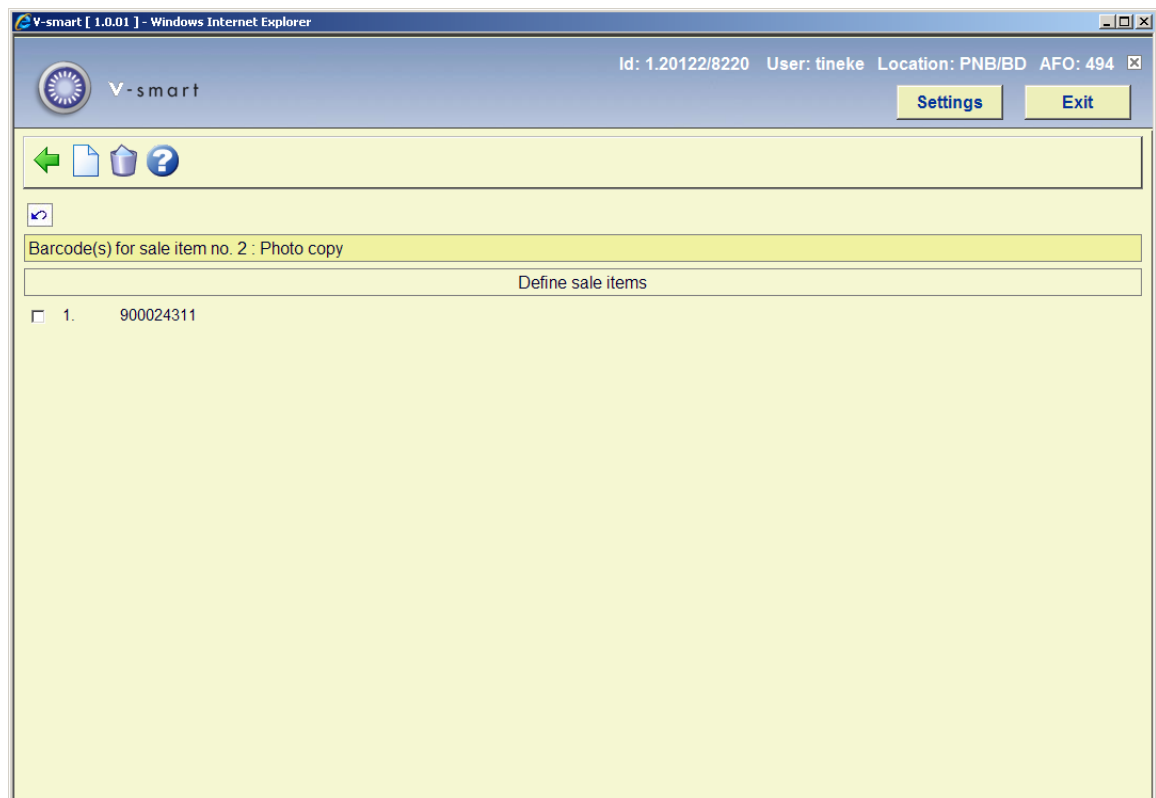 V-smart [ 1.0.01 ] - Windows Internet Explorer
Id: 1.20122/8220 User: tineke Location: PNB/BD AFO: 494
V-smart
Settings Exit
?
Barcode(s) for sale item no. 2 : Photo copy
Define sale items
1. 900024311